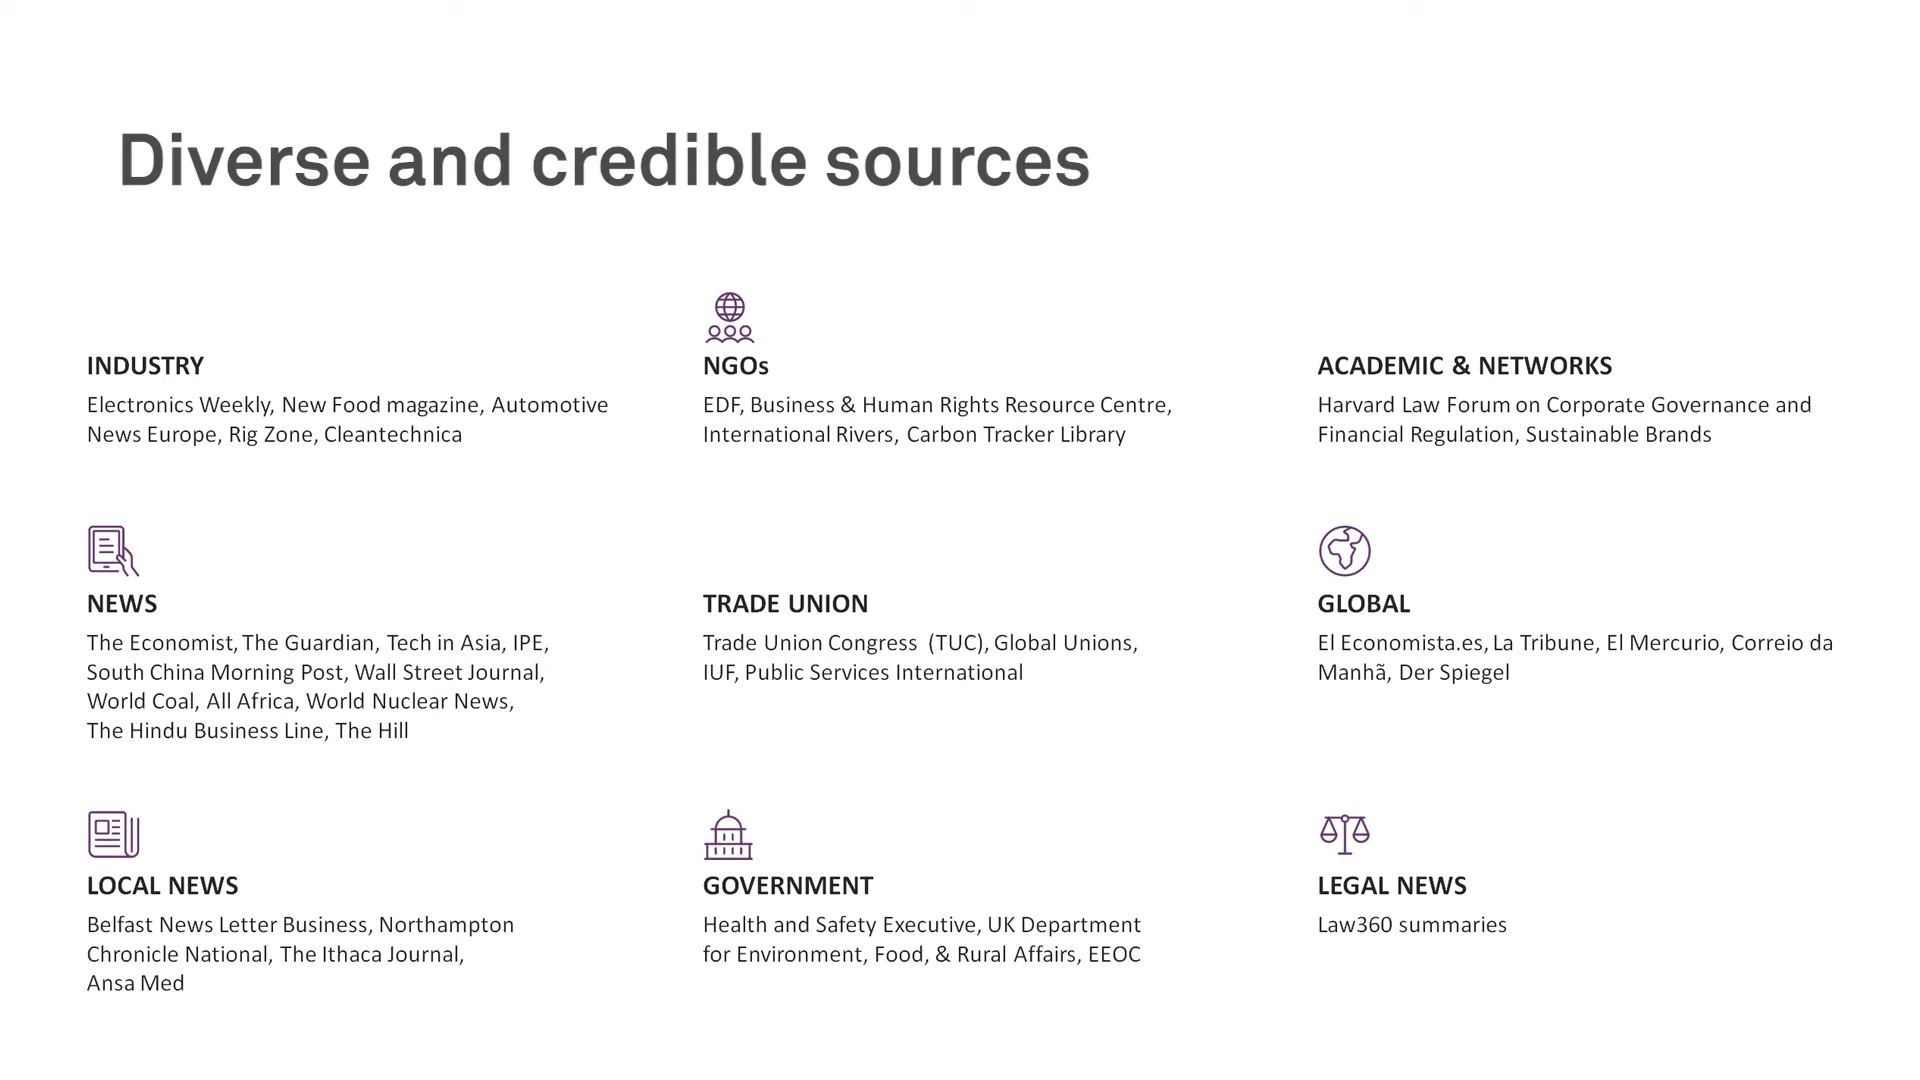 Diverse and credible sources
INDUSTRY
Electronics Weekly, New Food magazine, Automotive
News Europe, Rig Zone, Cleantechnica
NGOs
EDF, Business & Human Rights Resource Centre,
International Rivers, Carbon Tracker Library
ACADEMIC & NETWORKS
Harvard Law Forum on Corporate Governance and
Financial Regulation, Sustainable Brands
NEWS
The Economist, The Guardian, Tech in Asia, IPE,
South China Morning Post, Wall Street Journal,
World Coal, All Africa, World Nuclear News,
The Hindu Business Line, The Hill
TRADE UNION
Trade Union Congress (TUC), Global Unions,
IUF, Public Services International
GLOBAL
El Economista.es, La Tribune, El Mercurio, Correio da
Manhã, Der Spiegel
LOCAL NEWS
Belfast News Letter Business, Northampton
Chronicle National, The Ithaca Journal,
Ansa Med
GOVERNMENT
Health and Safety Executive, UK Department
for Environment, Food, & Rural Affairs, EEOC
LEGAL NEWS
Law360 summaries